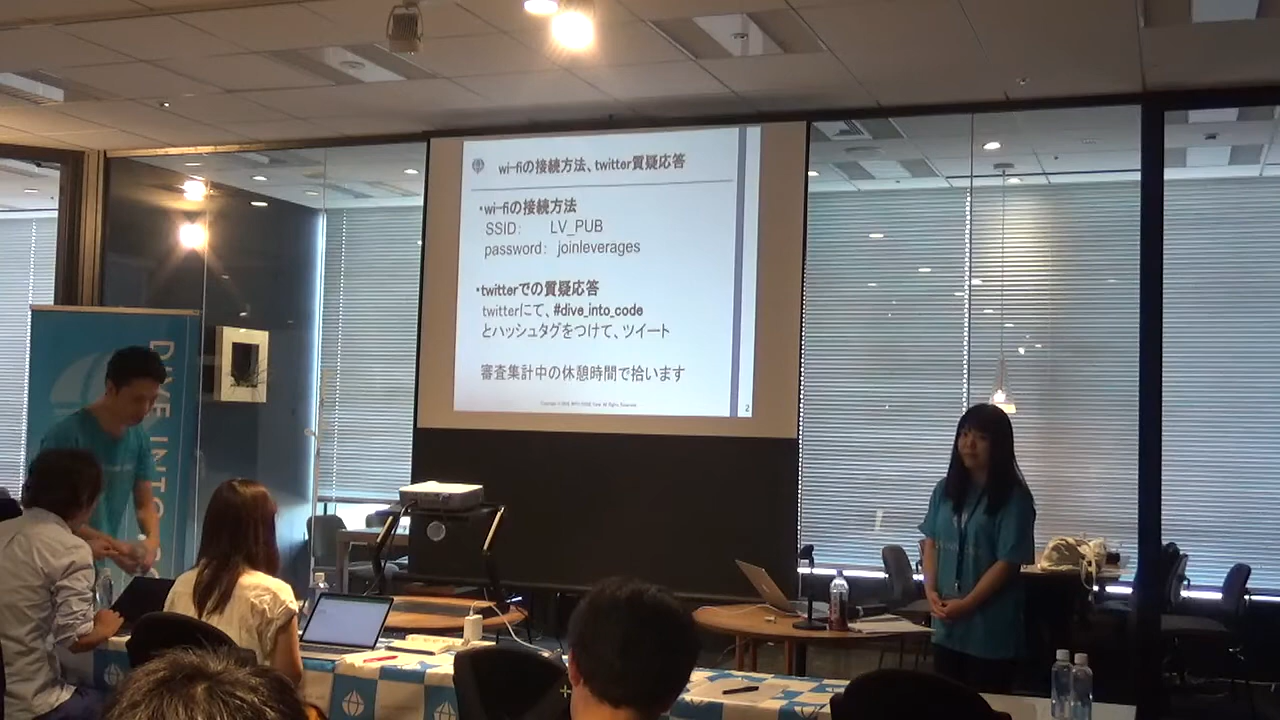 wi-fiの接続方法、twitter質疑応答
・wi-fiの接続方法
SSID: LV_PUB
password: joinleverages
・twitterでの質疑応答
twitterにて、#dive_into_code
とハッシュタグをつけて、ツイート
審査集計中の休憩時間で拾います
2
DIVE INTO